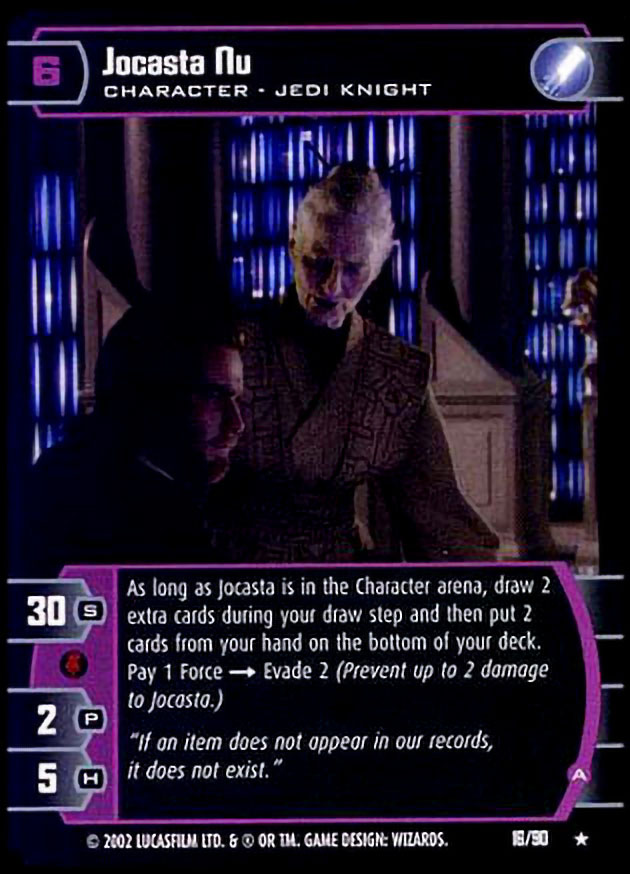 6
Jocasta Nu
CHARACTER - JEDI KNIGHT
As long as Jocasta is in the Character arena, draw 2
extra cards during your draw step and then put 2
cards from your hand on the bottom of your deck.
Pay 1 Force → Evade 2 (Prevent up to 2 damage
to Jocasta.)
"If an item does not appear in our records,
it does not exist."
30 S
2 P
5 H
A
© 2002 LUCASFILM LTD. & ® OR TM. GAME DESIGN: WIZARDS.